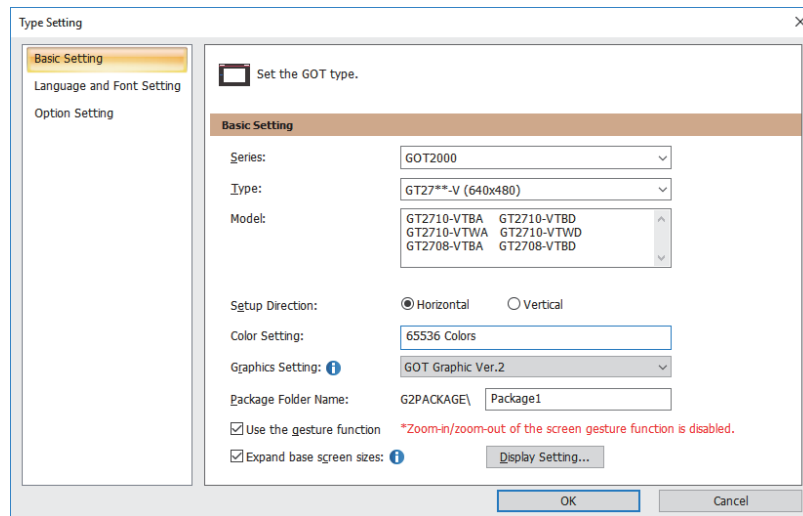 Type Setting
Basic Setting
Language and Font Setting
Option Setting
Set the GOT type.
Basic Setting
Series: GOT2000
Type: GT27**-V (640x480)
Model: GT2710-VTBA GT2710-VTBD
GT2710-VTWA GT2710-VTWD
GT2708-VTBA GT2708-VTBD
Setup Direction: Horizontal Vertical
Color Setting: 65536 Colors
Graphics Setting: GOT Graphic Ver.2
Package Folder Name: G2PACKAGE\ Package1
Use the gesture function *Zoom-in/zoom-out of the screen gesture function is disabled.
Expand base screen sizes: Display Setting...
OK Cancel